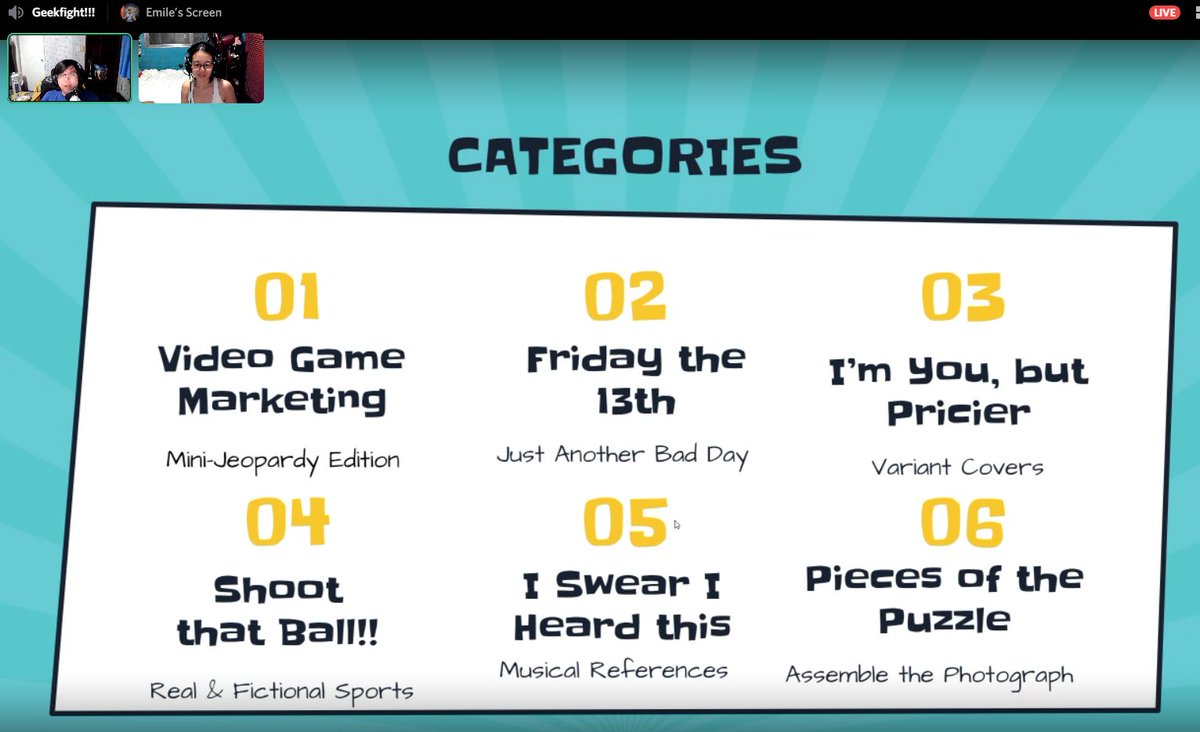 Geekfight!!!
Emile's Screen
LIVE
CATEGORIES
01
02
03
Video Game
Marketing
Friday the
13th
I'm You, but
Pricier
Mini-Jeopardy Edition
Just Another Bad Day
Variant Covers
04
05
06
Shoot
that Ball!!
I Swear I
Heard this
Pieces of the
Puzzle
Real & Fictional Sports
Musical References
Assemble the Photograph